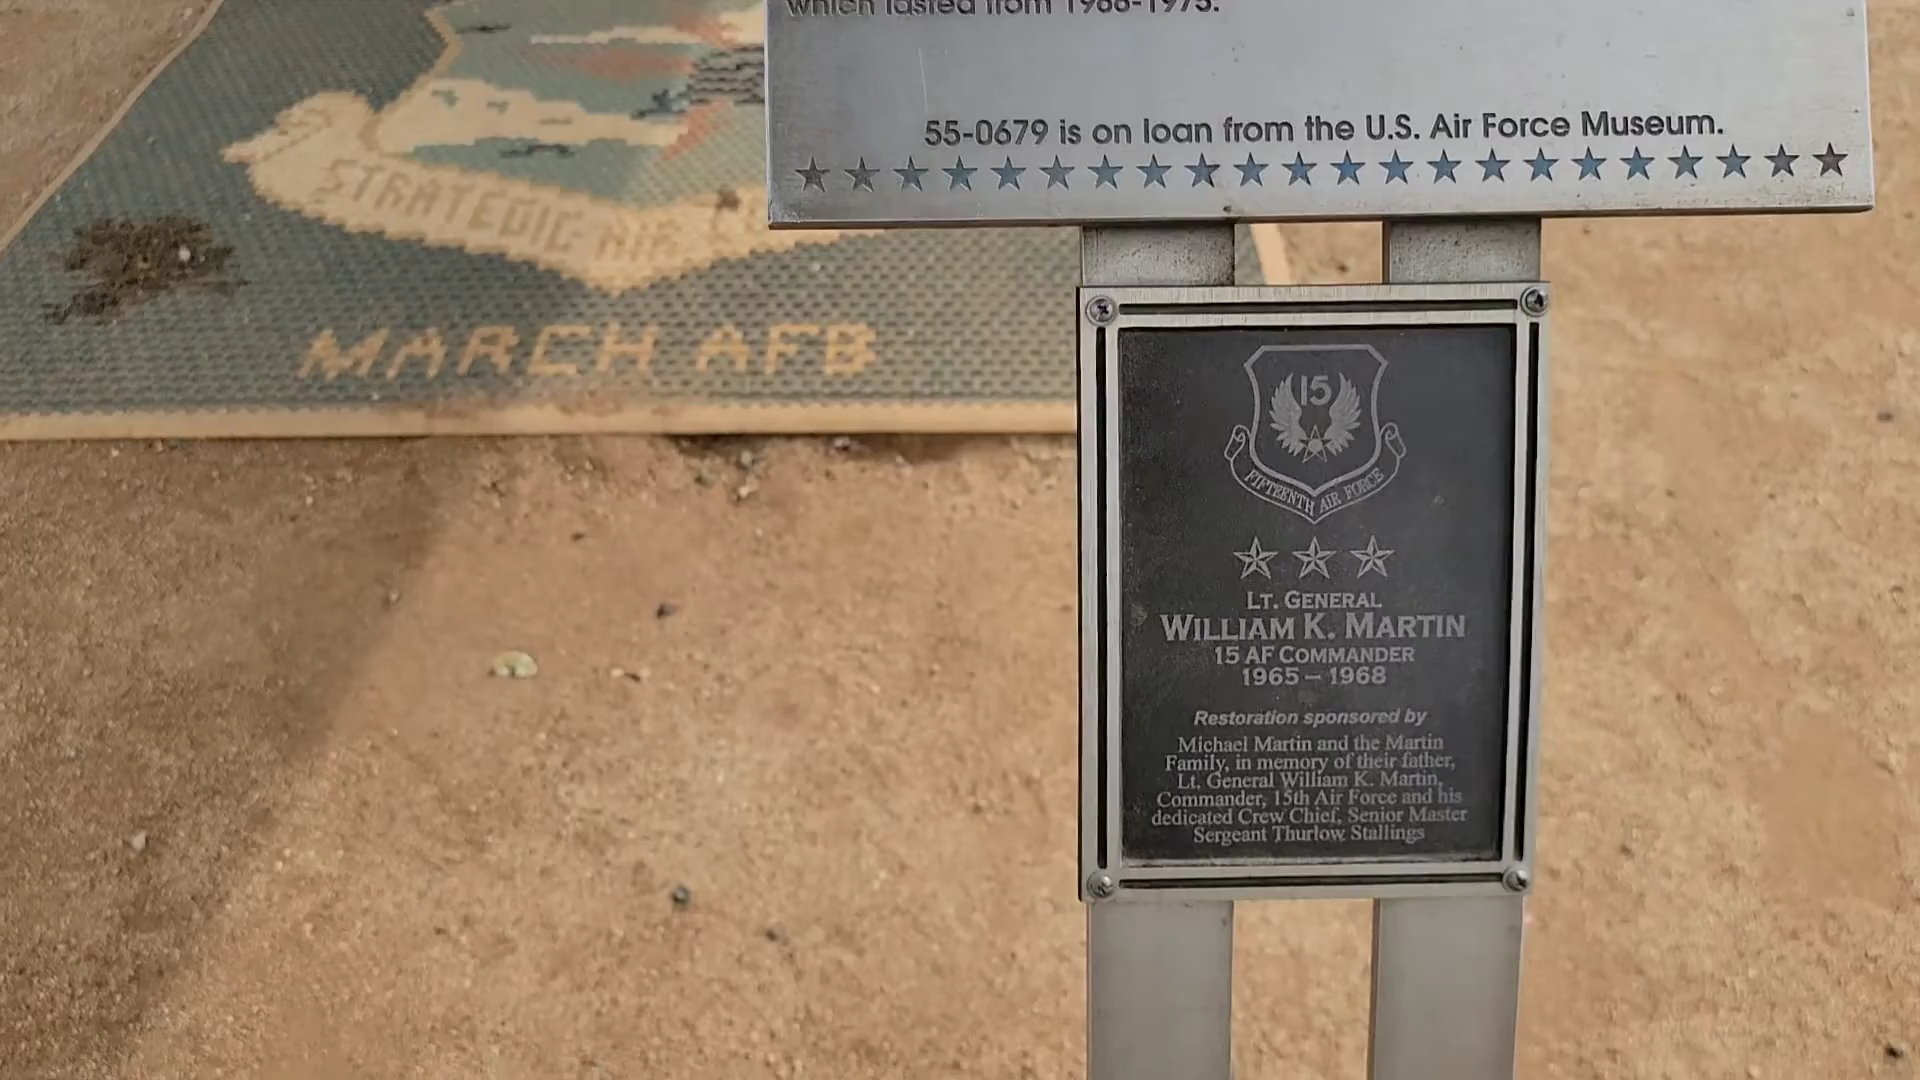 which lasted from 1966-1975.
55-0679 is on loan from the U.S. Air Force Museum.
STRATEGIC AIR
MARCH AFB
15
FIFTEENTH AIR FORCE
LT. GENERAL
WILLIAM K. MARTIN
15 AF COMMANDER
1965 – 1968
Restoration sponsored by
Michael Martin and the Martin
Family, in memory of their father,
Lt. General William K. Martin,
Commander, 15th Air Force and his
dedicated Crew Chief, Senior Master
Sergeant Thurlow Stallings